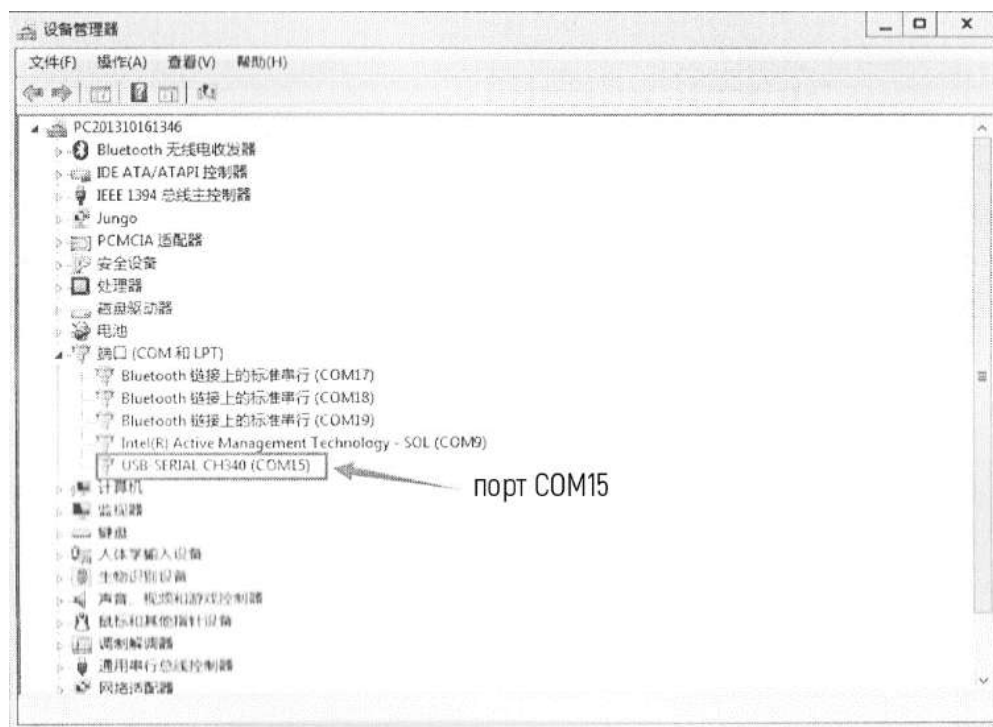 设备管理器
文件(F) 操作(A) 查看(V) 帮助(H)
PC201310161346
Bluetooth 无线电收发器
IDE ATA/ATAPI 控制器
IEEE 1394 总线主控制器
Jungo
PCMCIA 适配器
安全设备
处理器
磁盘驱动器
电池
端口 (COM 和 LPT)
Bluetooth 链接上的标准串行 (COM17)
Bluetooth 链接上的标准串行 (COM18)
Bluetooth 链接上的标准串行 (COM19)
Intel(R) Active Management Technology - SOL (COM9)
USB-SERIAL CH340 (COM15)
порт COM15
计算机
监视器
键盘
人体学输入设备
生物识别设备
声音、视频和游戏控制器
鼠标和其他指针设备
调制解调器
通用串行总线控制器
网络适配器